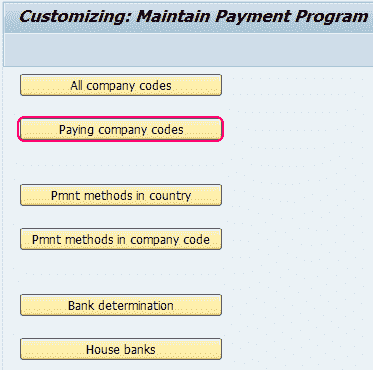 Customizing: Maintain Payment Program
All company codes
Paying company codes
Pmnt methods in country
Pmnt methods in company code
Bank determination
House banks